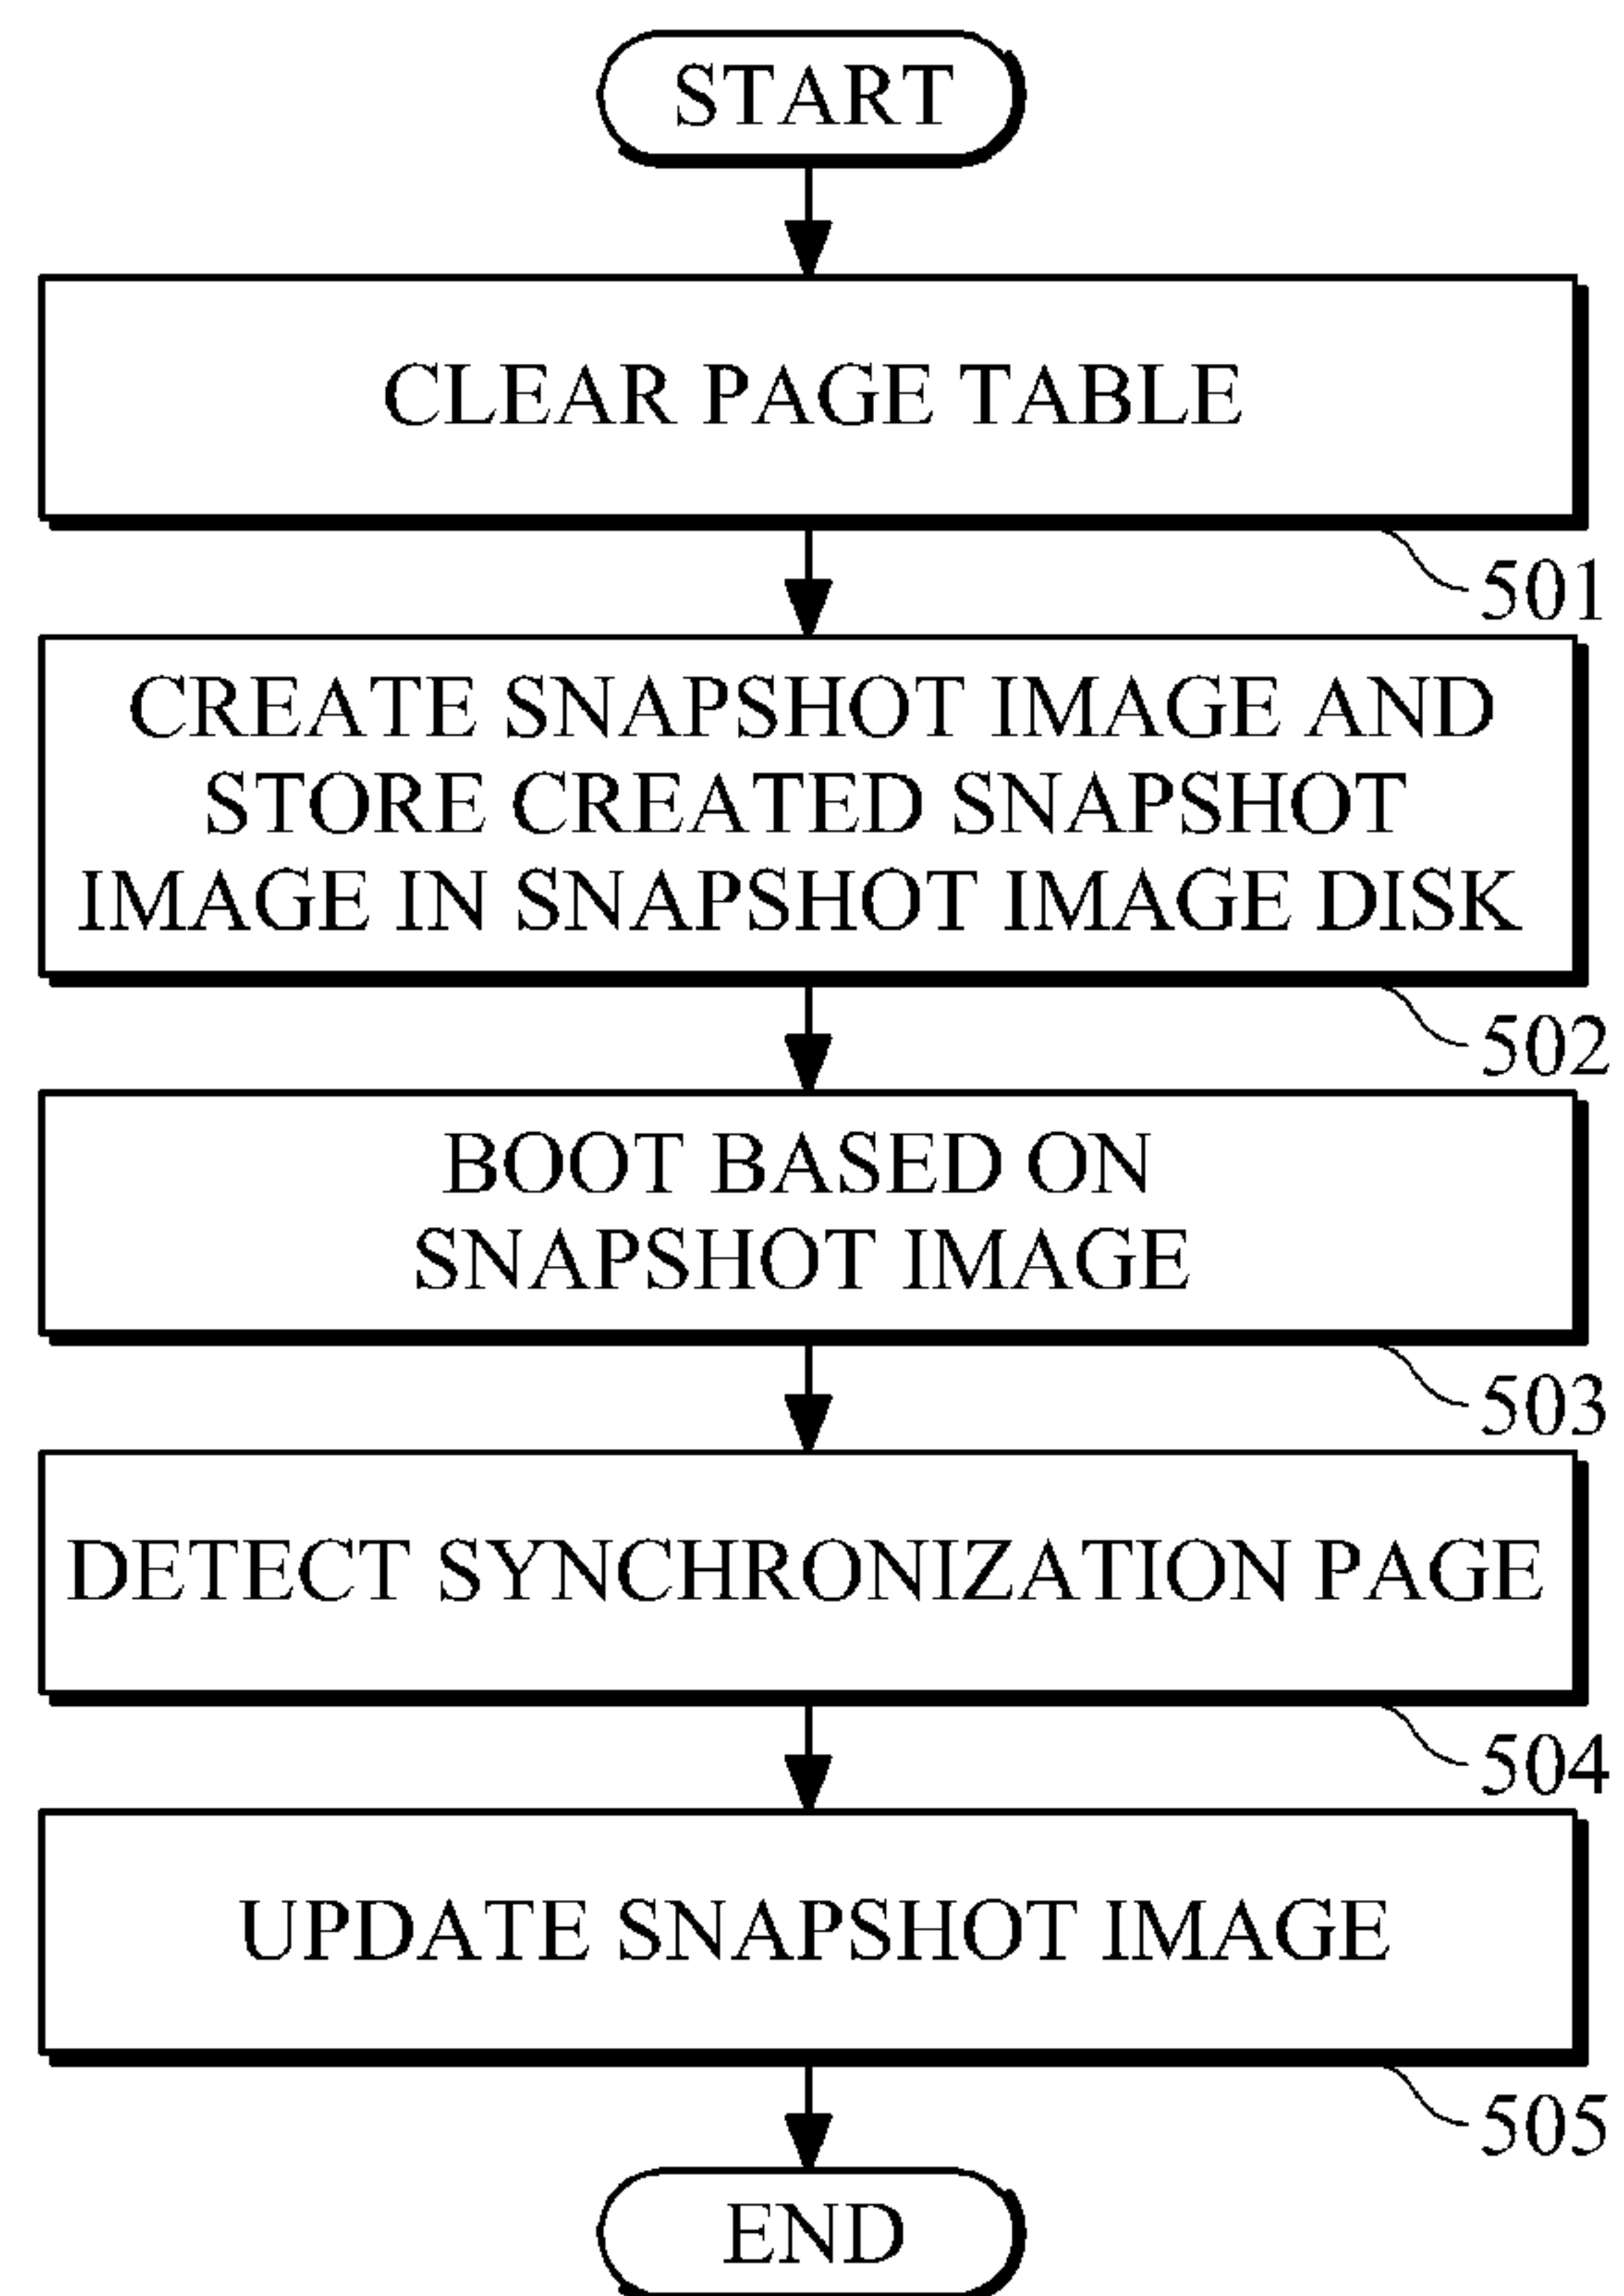 START
CLEAR PAGE TABLE
501
CREATE SNAPSHOT IMAGE AND
STORE CREATED SNAPSHOT
IMAGE IN SNAPSHOT IMAGE DISK
502
BOOT BASED ON
SNAPSHOT IMAGE
503
DETECT SYNCHRONIZATION PAGE
504
UPDATE SNAPSHOT IMAGE
505
END